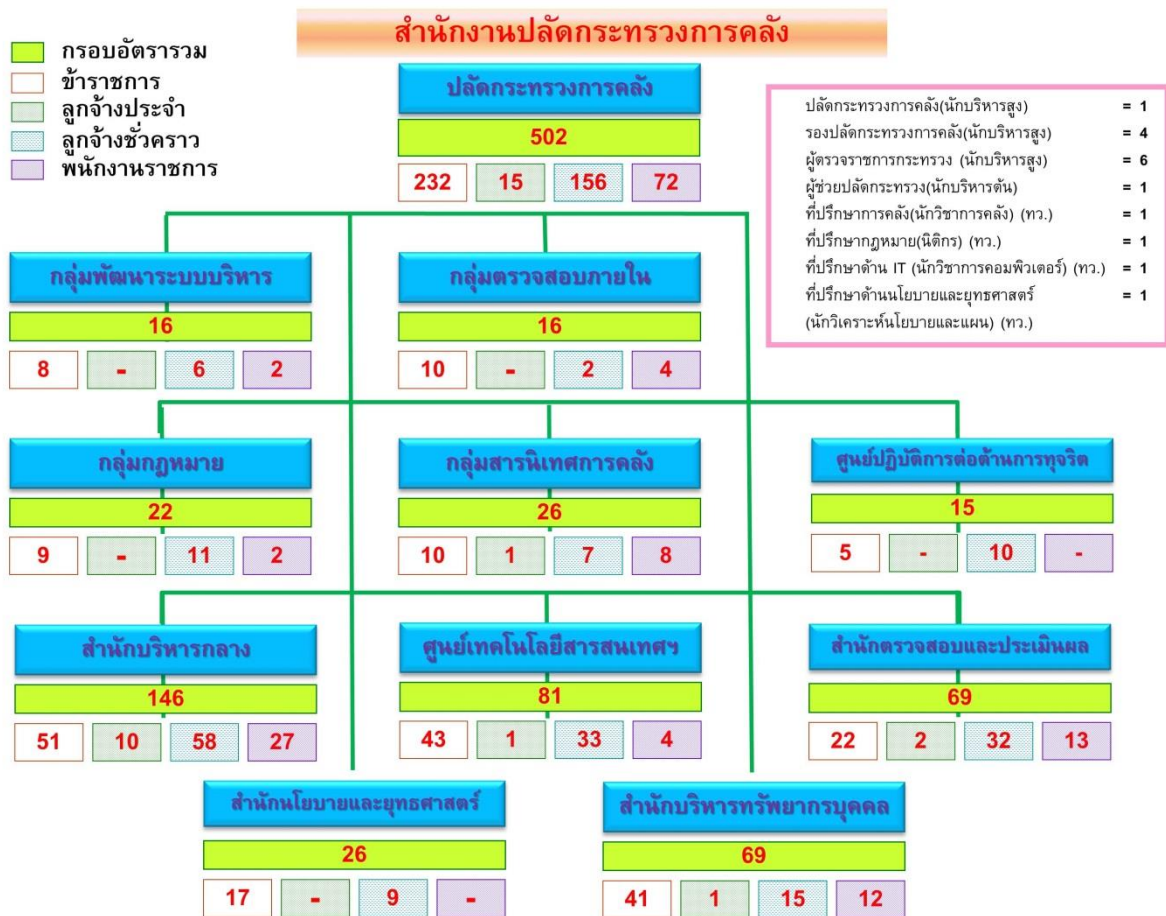 สำนักงานปลัดกระทรวงการคลัง
กรอบอัตรารวม
ข้าราชการ
ลูกจ้างประจำ
ลูกจ้างชั่วคราว
พนักงานราชการ
ปลัดกระทรวงการคลัง
502
232 15 156 72
ปลัดกระทรวงการคลัง(นักบริหารสูง) = 1
รองปลัดกระทรวงการคลัง(นักบริหารสูง) = 4
ผู้ตรวจราชการกระทรวง (นักบริหารสูง) = 6
ผู้ช่วยปลัดกระทรวง(นักบริหารต้น) = 1
ที่ปรึกษาการคลัง(นักวิชาการคลัง) (ทว.) = 1
ที่ปรึกษากฎหมาย(นิติกร) (ทว.) = 1
ที่ปรึกษาด้าน IT (นักวิชาการคอมพิวเตอร์) (ทว.) = 1
ที่ปรึกษาด้านนโยบายและยุทธศาสตร์ = 1
(นักวิเคราะห์นโยบายและแผน) (ทว.)
กลุ่มพัฒนาระบบบริหาร
16
8 - 6 2
กลุ่มตรวจสอบภายใน
16
10 - 2 4
กลุ่มกฎหมาย
22
9 - 11 2
กลุ่มสารนิเทศการคลัง
26
10 1 7 8
ศูนย์ปฏิบัติการต่อต้านการทุจริต
15
5 - 10 -
สำนักบริหารกลาง
146
51 10 58 27
ศูนย์เทคโนโลยีสารสนเทศฯ
81
43 1 33 4
สำนักตรวจสอบและประเมินผล
69
22 2 32 13
สำนักนโยบายและยุทธศาสตร์
26
17 - 9 -
สำนักบริหารทรัพยากรบุคคล
69
41 1 15 12